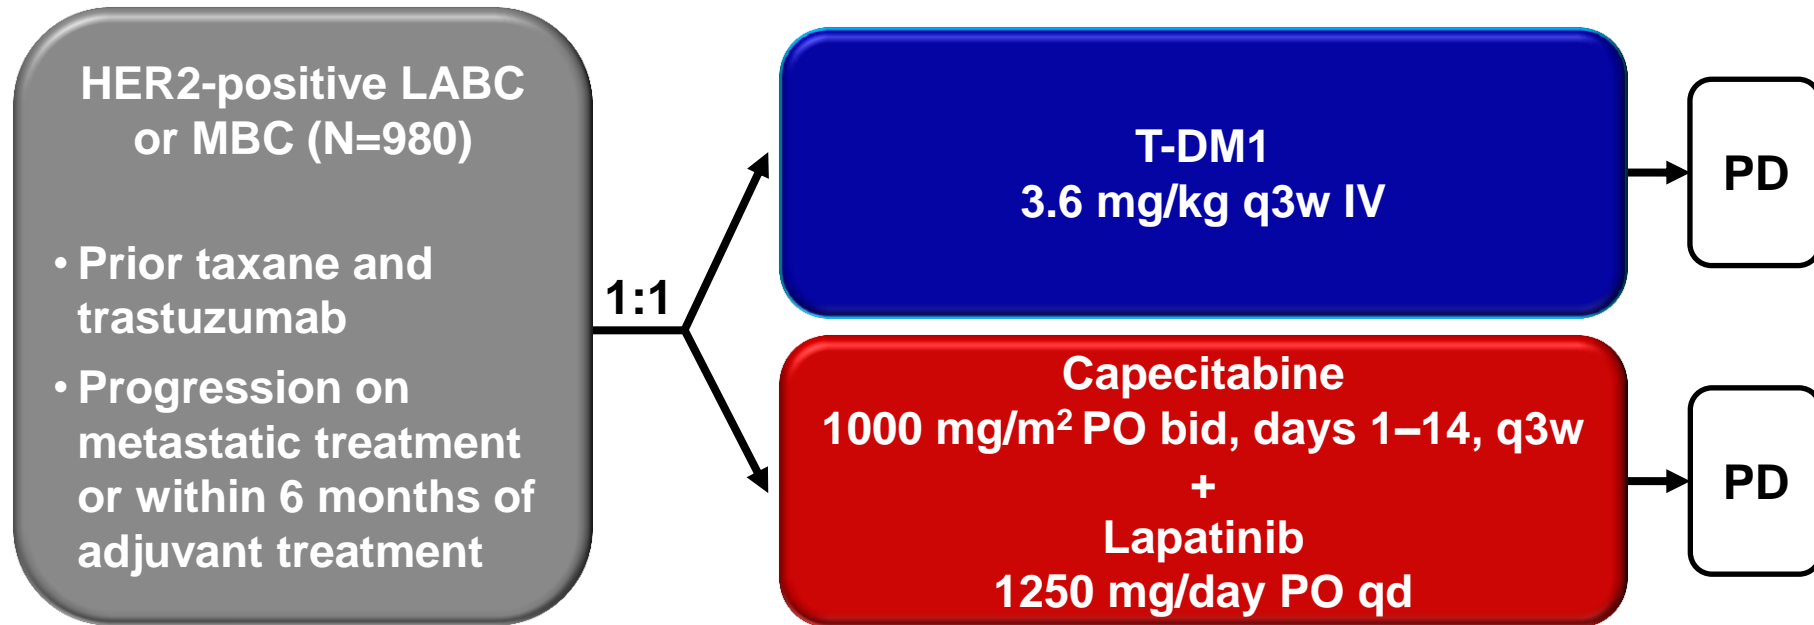 HER2-positive LABC
or MBC (N=980)
• Prior taxane and
trastuzumab
• Progression on
metastatic treatment
or within 6 months of
adjuvant treatment
1:1
T-DM1
3.6 mg/kg q3w IV
PD
Capecitabine
1000 mg/m² PO bid, days 1–14, q3w
+
Lapatinib
1250 mg/day PO qd
PD